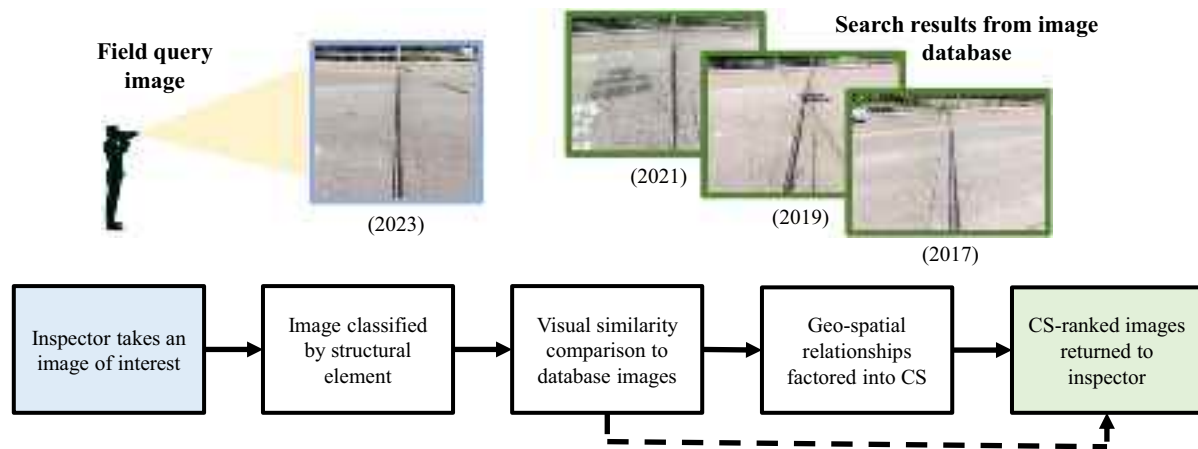 Field query
image
(2023)
Search results from image
database
(2021)
(2019)
(2017)
Inspector takes an
image of interest
Image classified
by structural
element
Visual similarity
comparison to
database images
Geo-spatial
relationships
factored into CS
CS-ranked images
returned to
inspector